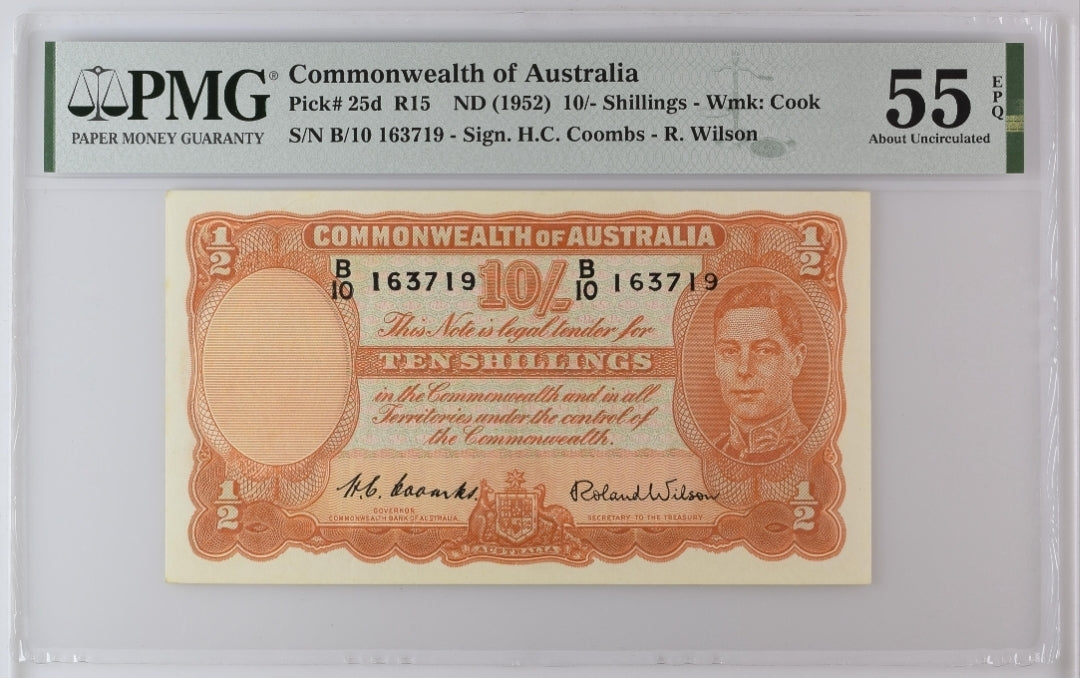 PMG®
PAPER MONEY GUARANTY
Commonwealth of Australia
Pick# 25d R15 ND (1952) 10/- Shillings - Wmk: Cook
S/N B/10 163719 - Sign. H.C. Coombs - R. Wilson
55
About Uncirculated
EPQ
1/2
COMMONWEALTH OF AUSTRALIA
1/2
B/10 163719
10/-
B/10 163719
This Note is legal tender for
TEN SHILLINGS
in the Commonwealth and in all
Territories under the control of
the Commonwealth.
H.C. Coombs.
GOVERNOR
COMMONWEALTH BANK OF AUSTRALIA.
Roland Wilson
SECRETARY TO THE TREASURY
1/2
AUSTRALIA
1/2